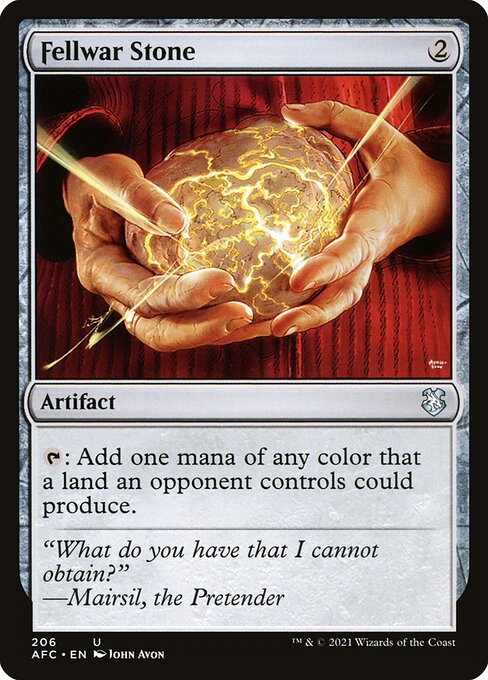 Fellwar Stone 2
Artifact
: Add one mana of any color that
a land an opponent controls could
produce.
“What do you have that I cannot
obtain?”
—Mairsil, the Pretender
206 U
AFC • EN John Avon
™ & © 2021 Wizards of the Coast